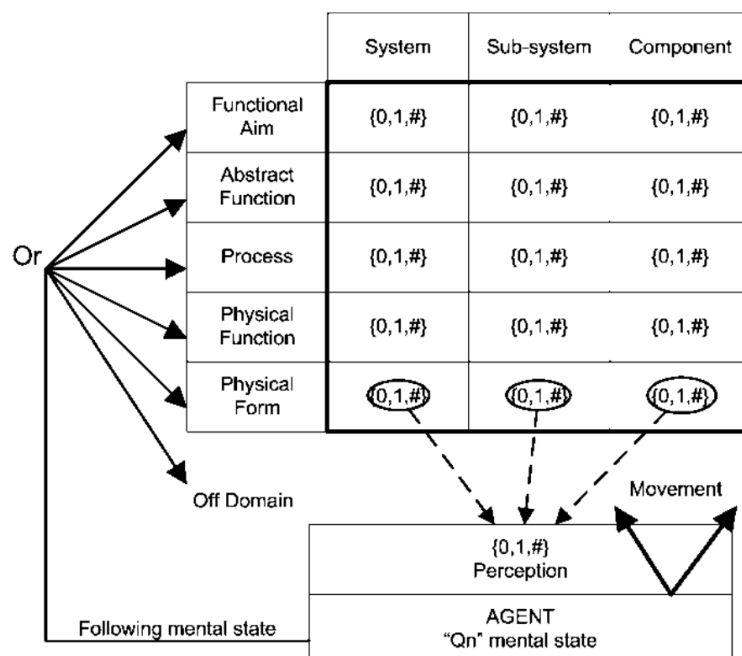 System Sub-system Component
Functional
Aim
{0,1,#} {0,1,#} {0,1,#}
Abstract
Function
{0,1,#} {0,1,#} {0,1,#}
Or
Process
{0,1,#} {0,1,#} {0,1,#}
Physical
Function
{0,1,#} {0,1,#} {0,1,#}
Physical
Form
{0,1,#} {0,1,#} {0,1,#}
Off Domain
Movement
{0,1,#}
Perception
Following mental state
AGENT
“Qn” mental state